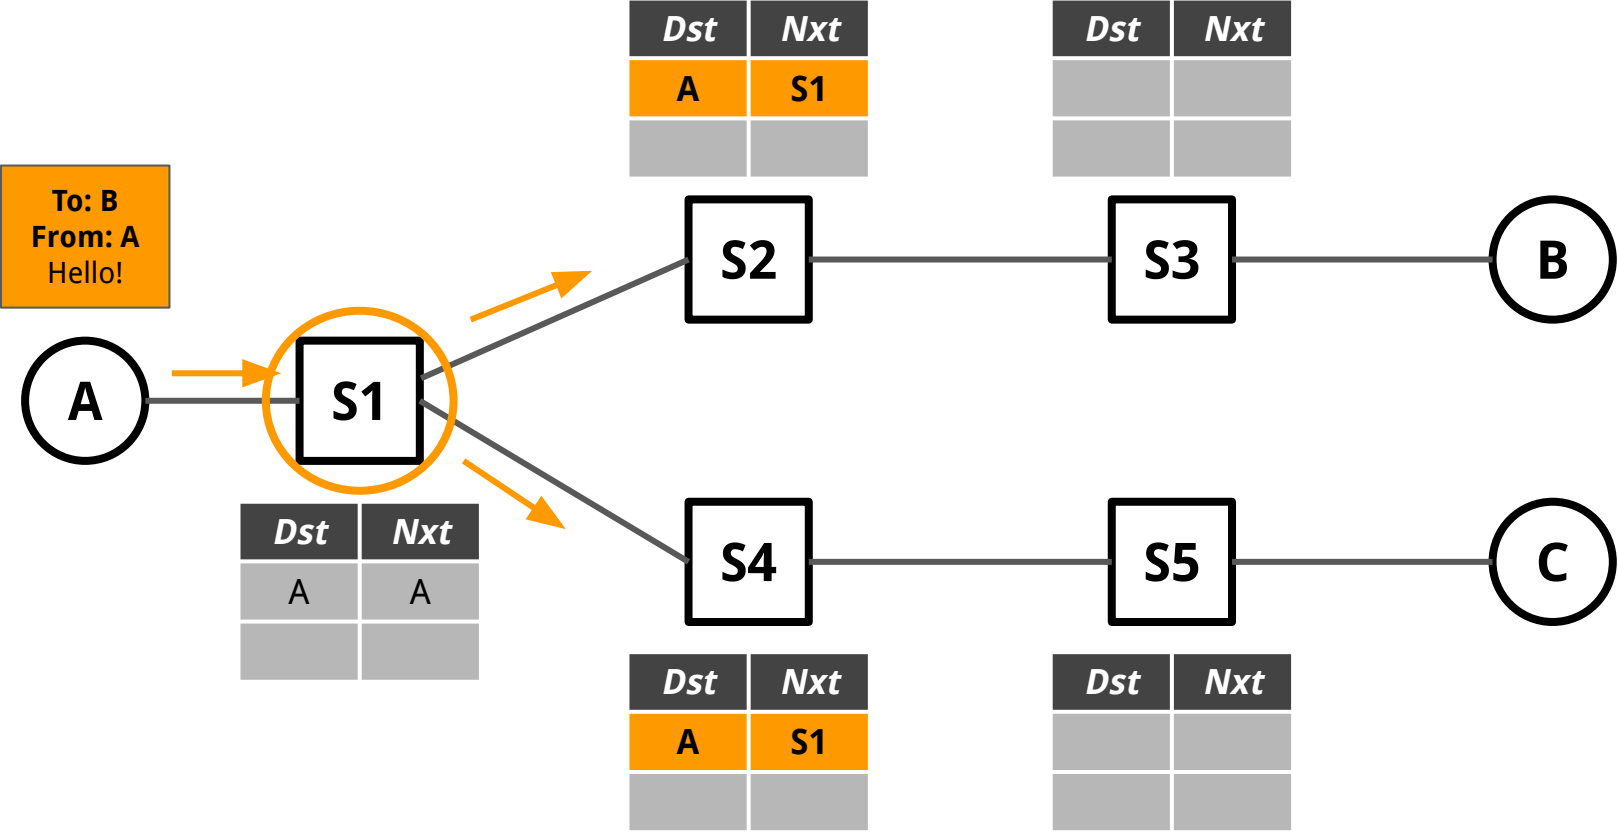 Dst Nxt
A S1
Dst Nxt
To: B
From: A
Hello!
S2
S3
B
A
S1
Dst Nxt
A A
S4
S5
C
Dst Nxt
A S1
Dst Nxt